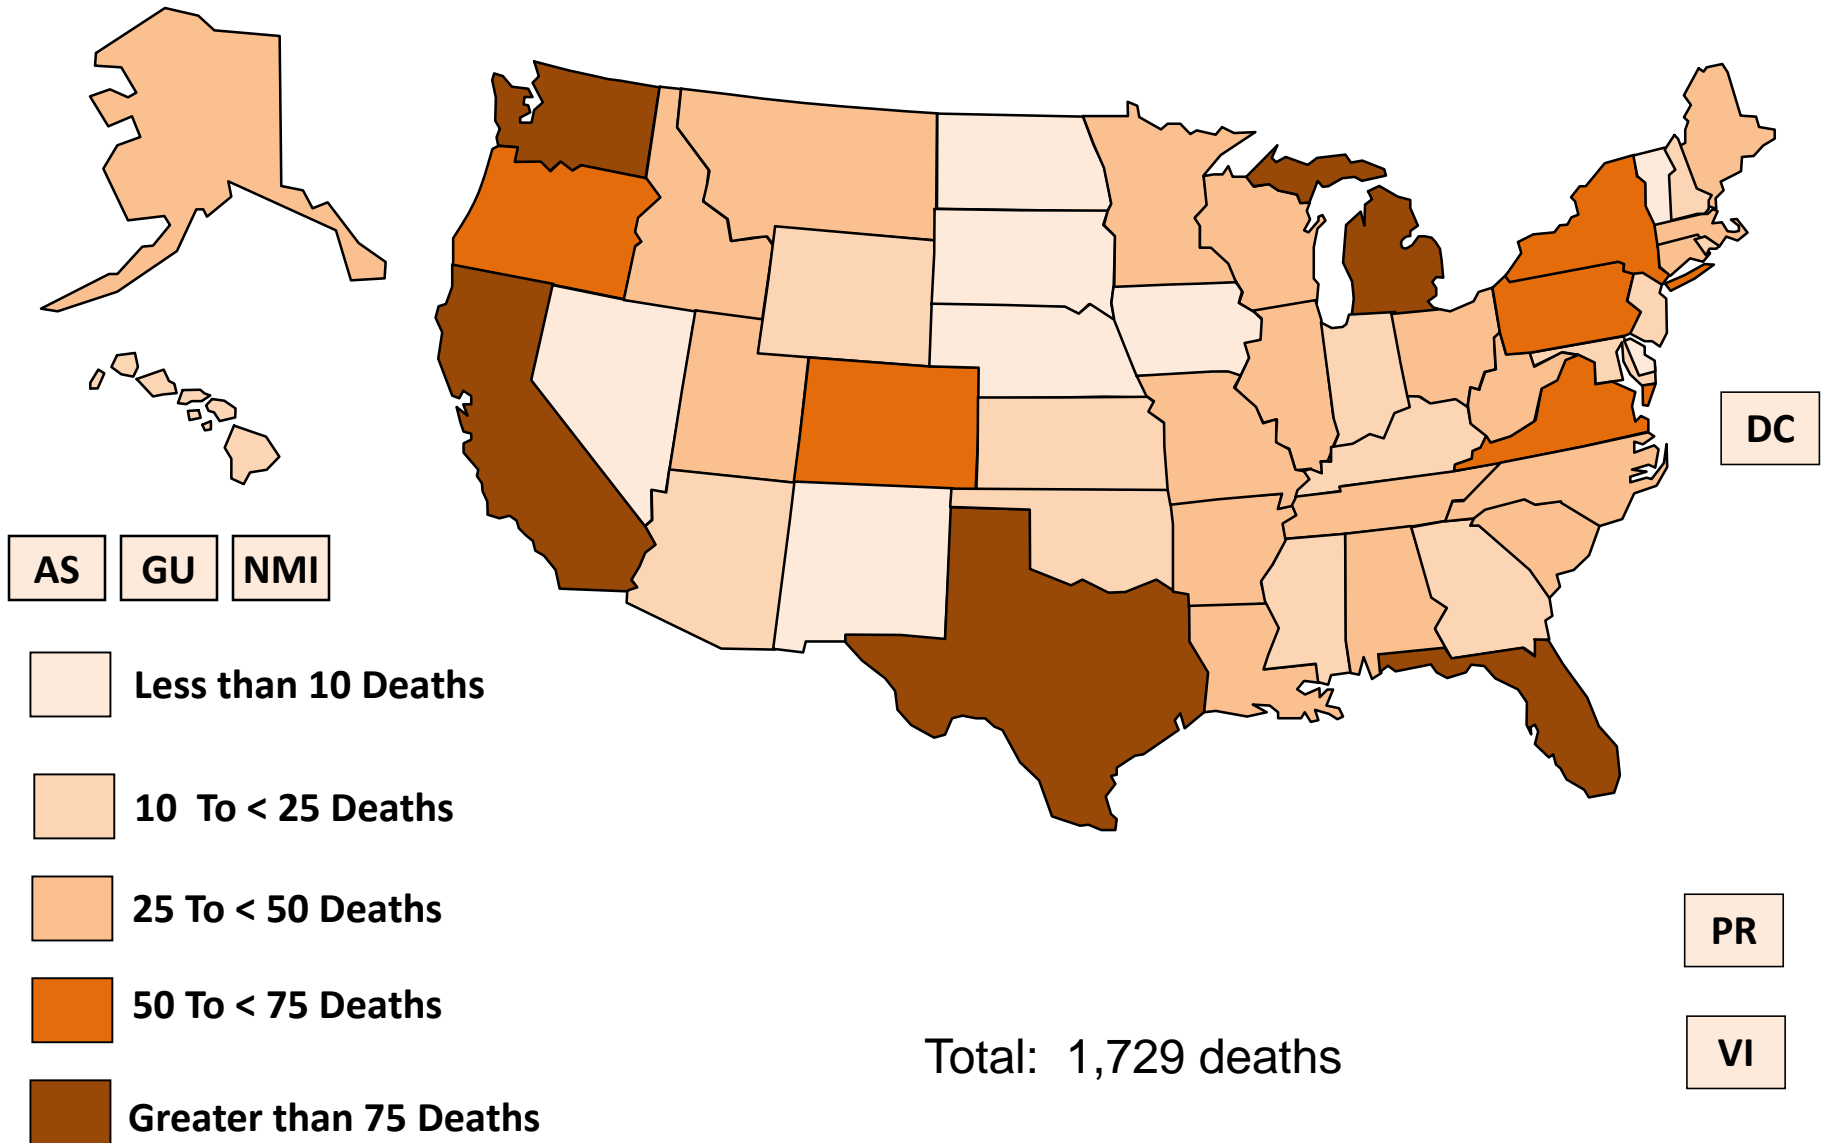 DC
AS
GU
NMI
Less than 10 Deaths
10  To < 25 Deaths
25 To < 50 Deaths
50 To < 75 Deaths
Greater than 75 Deaths
PR
VI
Total:  1,729 deaths